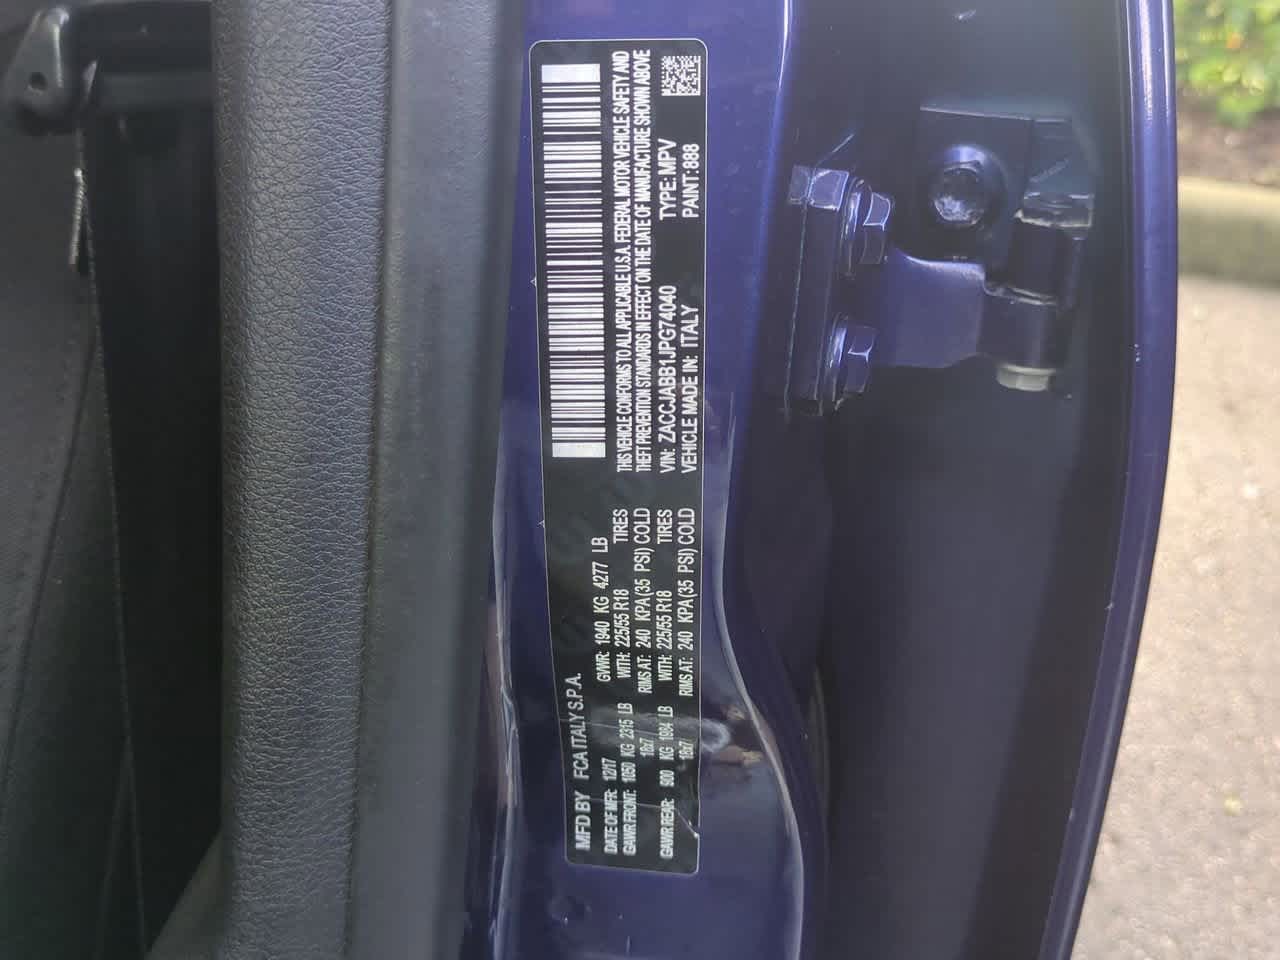 MFD BY FCA ITALY S.P.A.
DATE OF MFR: 12/17 GVWR: 1940 KG 4277 LB
GAWR FRONT: 1050 KG 2315 LB WITH: 225/55 R18 TIRES
18x7 RIMS AT: 240 KPA(35 PSI) COLD
GAWR REAR: 900 KG 1984 LB WITH: 225/55 R18 TIRES
18x7 RIMS AT: 240 KPA(35 PSI) COLD
THIS VEHICLE CONFORMS TO ALL APPLICABLE U.S.A. FEDERAL MOTOR VEHICLE SAFETY AND
THEFT PREVENTION STANDARDS IN EFFECT ON THE DATE OF MANUFACTURE SHOWN ABOVE
VIN: ZACCJABB1JPG74040 TYPE: MPV
VEHICLE MADE IN: ITALY PAINT: 888